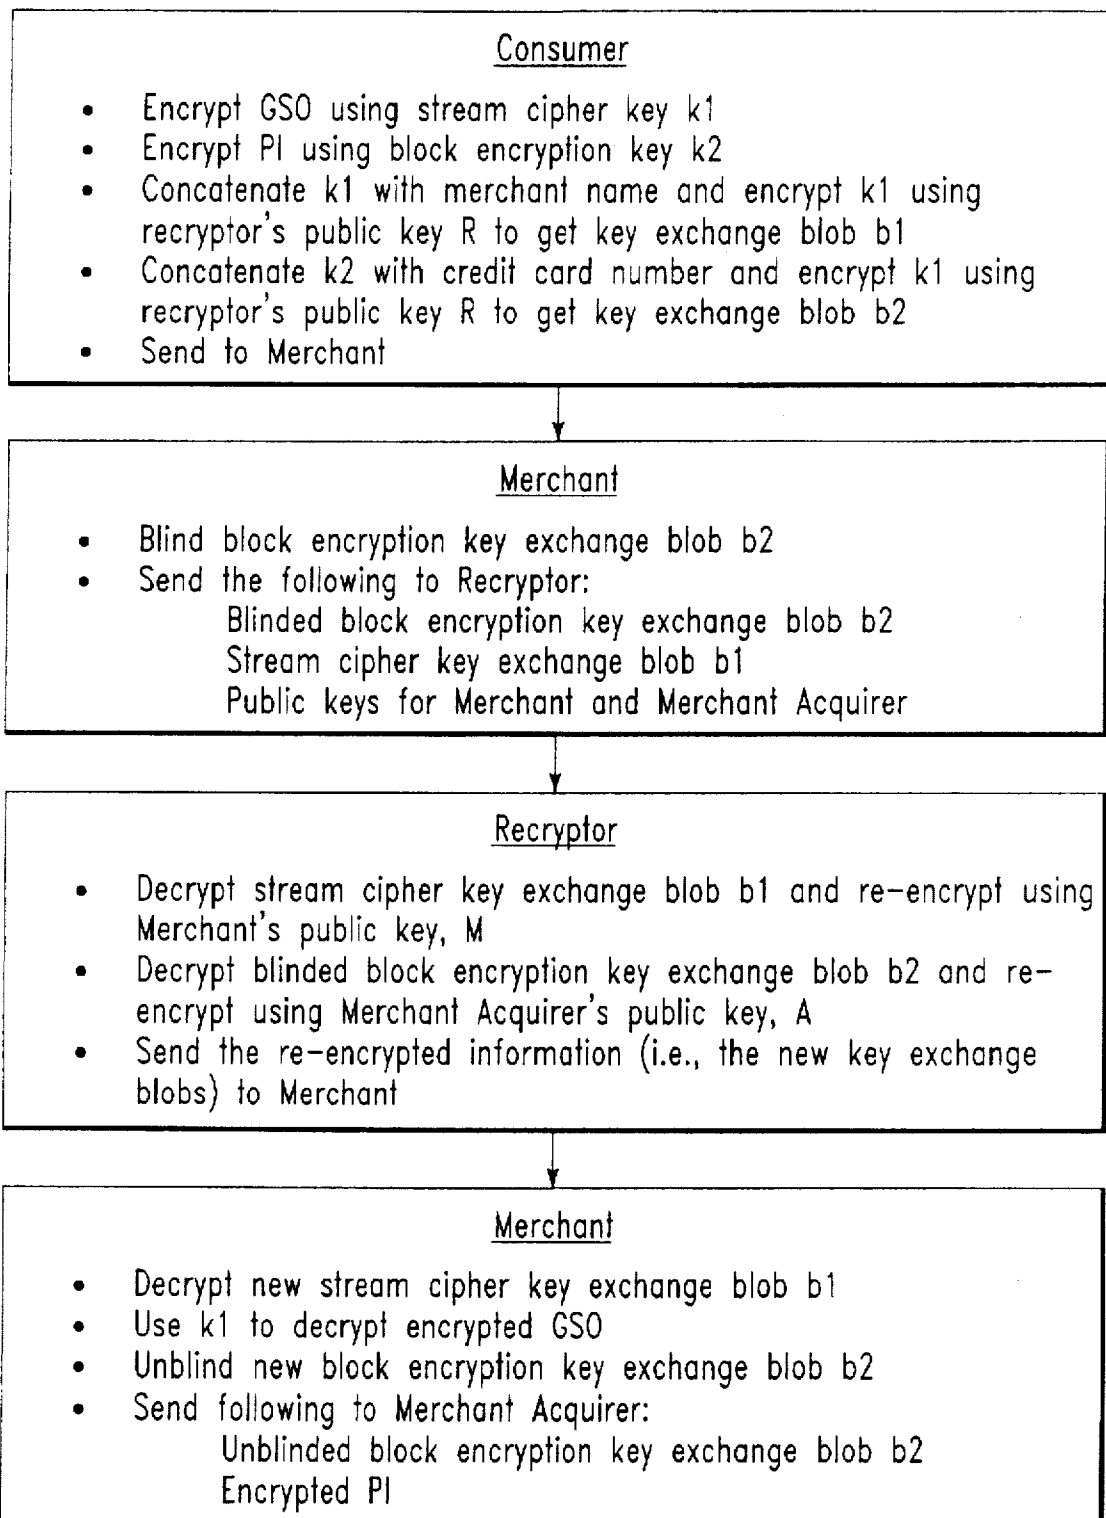 Consumer
• Encrypt GSO using stream cipher key k1
• Encrypt PI using block encryption key k2
• Concatenate k1 with merchant name and encrypt k1 using
recryptor's public key R to get key exchange blob b1
• Concatenate k2 with credit card number and encrypt k1 using
recryptor's public key R to get key exchange blob b2
• Send to Merchant
Merchant
• Blind block encryption key exchange blob b2
• Send the following to Recryptor:
Blinded block encryption key exchange blob b2
Stream cipher key exchange blob b1
Public keys for Merchant and Merchant Acquirer
Recryptor
• Decrypt stream cipher key exchange blob b1 and re-encrypt using
Merchant's public key, M
• Decrypt blinded block encryption key exchange blob b2 and re-
encrypt using Merchant Acquirer's public key, A
• Send the re-encrypted information (i.e., the new key exchange
blobs) to Merchant
Merchant
• Decrypt new stream cipher key exchange blob b1
• Use k1 to decrypt encrypted GSO
• Unblind new block encryption key exchange blob b2
• Send following to Merchant Acquirer:
Unblinded block encryption key exchange blob b2
Encrypted PI